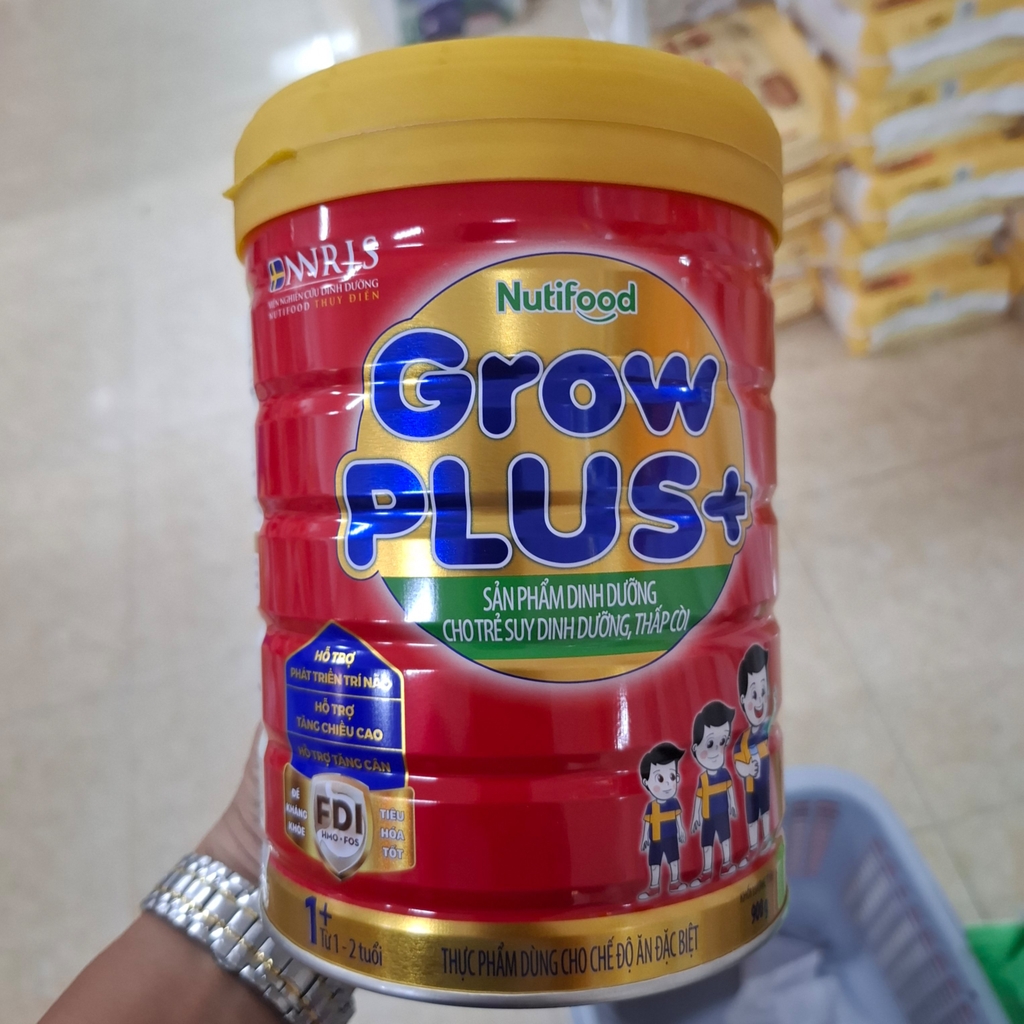 NNRIS
VIỆN NGHIÊN CỨU DINH DƯỠNG
NUTIFOOD THỤY ĐIỂN
Nutifood
Grow
PLUS+
SẢN PHẨM DINH DƯỠNG
CHO TRẺ SUY DINH DƯỠNG, THẤP CÒI
HỖ TRỢ
PHÁT TRIỂN TRÍ NÃO
HỖ TRỢ
TĂNG CHIỀU CAO
HỖ TRỢ TĂNG CÂN
ĐỀ
KHÁNG
KHỎE
FDI
HMO - FOS
TIÊU
HÓA
TỐT
1+
Từ 1 - 2 tuổi
THỰC PHẨM DÙNG CHO CHẾ ĐỘ ĂN ĐẶC BIỆT
900 g